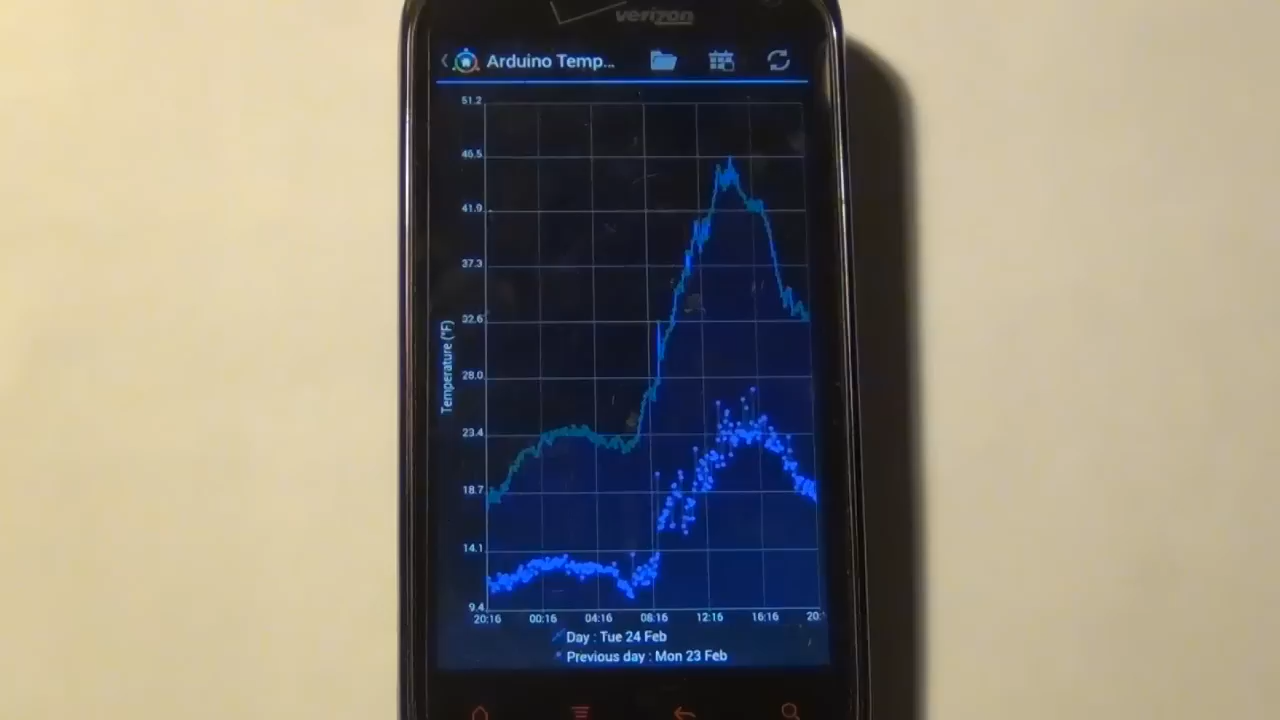 verizon
Arduino Temp...
51.2
46.5
41.9
37.3
32.6
28.0
23.4
18.7
14.1
9.4
Temperature (°F)
20:16 00:16 04:16 08:16 12:16 16:16 20:
Day : Tue 24 Feb
Previous day : Mon 23 Feb